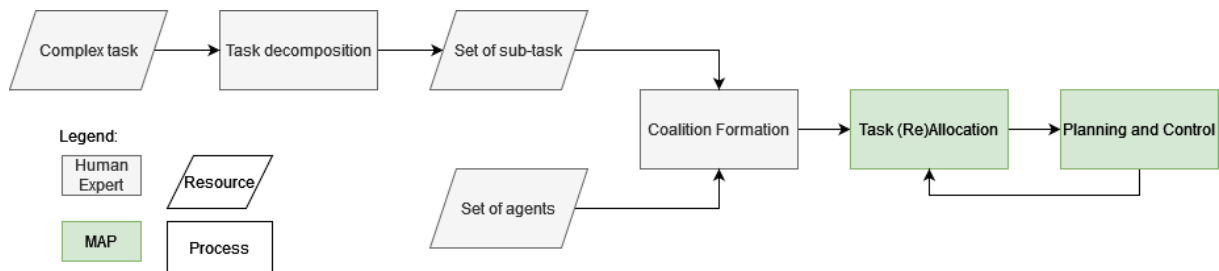 Complex task
Task decomposition
Set of sub-task
Coalition Formation
Task (Re)Allocation
Planning and Control
Set of agents
Legend:
Human
Expert
Resource
MAP
Process